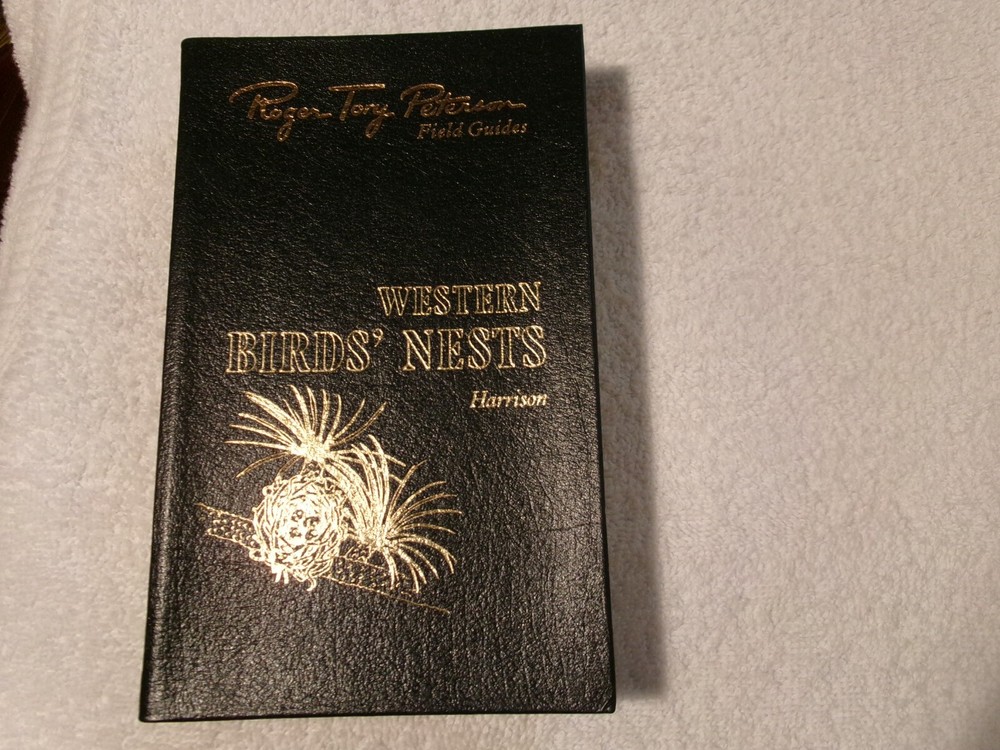 Roger Tory Peterson
Field Guides
WESTERN
BIRDS' NESTS
Harrison